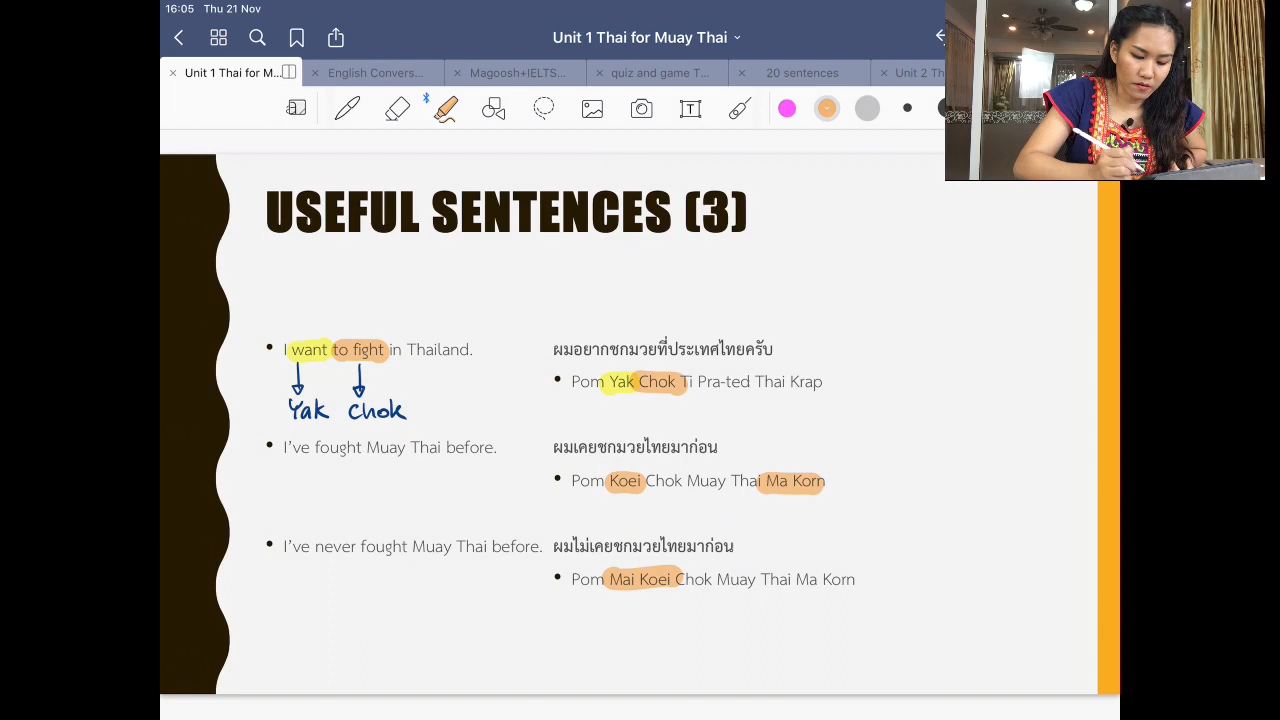 16:05 Thu 21 Nov
Unit 1 Thai for Muay Thai
Unit 1 Thai for M...
English Convers...
Magoosh+IELTS...
quiz and game T...
20 sentences
Unit 2 Th
USEFUL SENTENCES (3)
• I want to fight in Thailand.
ผมอยากชกมวยที่ประเทศไทยครับ
• Pom Yak Chok Ti Pra-ted Thai Krap
Yak Chok
• I've fought Muay Thai before.
ผมเคยชกมวยไทยมาก่อน
• Pom Koei Chok Muay Thai Ma Korn
• I've never fought Muay Thai before.
ผมไม่เคยชกมวยไทยมาก่อน
• Pom Mai Koei Chok Muay Thai Ma Korn